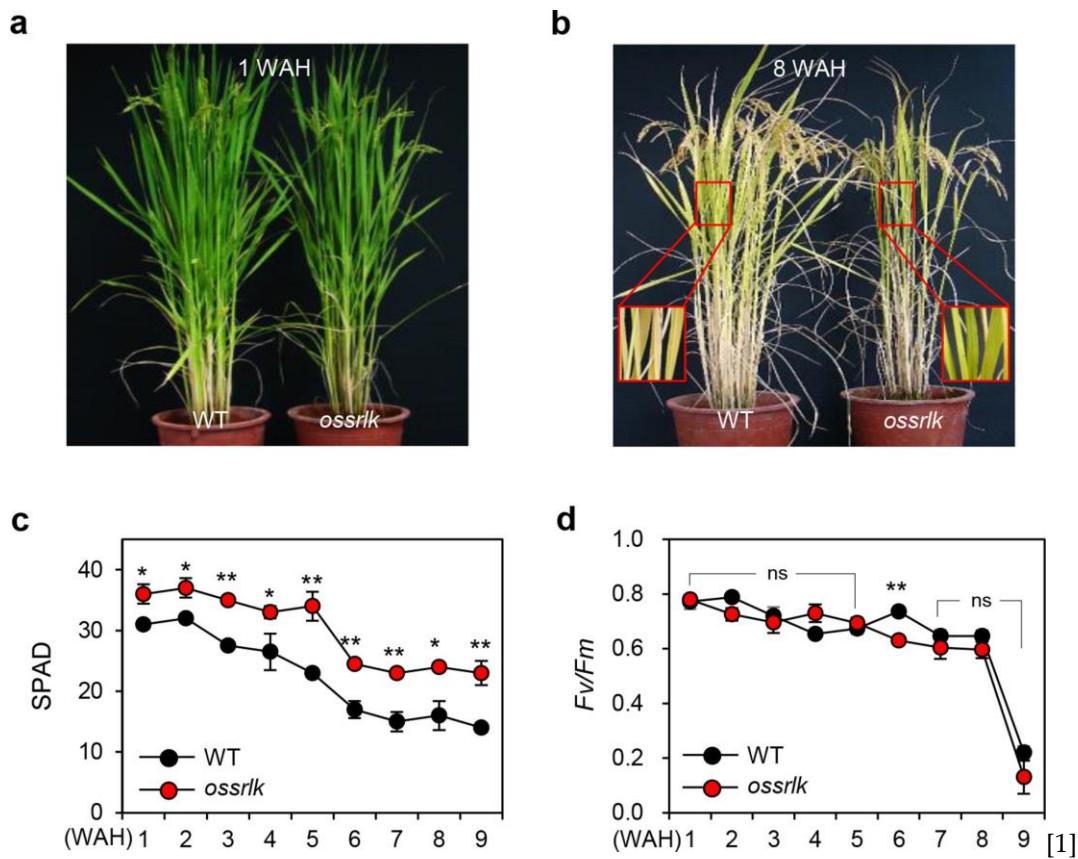 a
b
1 WAH
8 WAH
WT
ossrlk
WT
ossrlk
c
d
SPAD
40
30
20
10
0
* * ** * ** ** ** * **
WT
ossrlk
(WAH) 1 2 3 4 5 6 7 8 9
Fv/Fm
1.0
0.8
0.6
0.4
0.2
0.0
ns
**
ns
WT
ossrlk
(WAH) 1 2 3 4 5 6 7 8 9
[1]